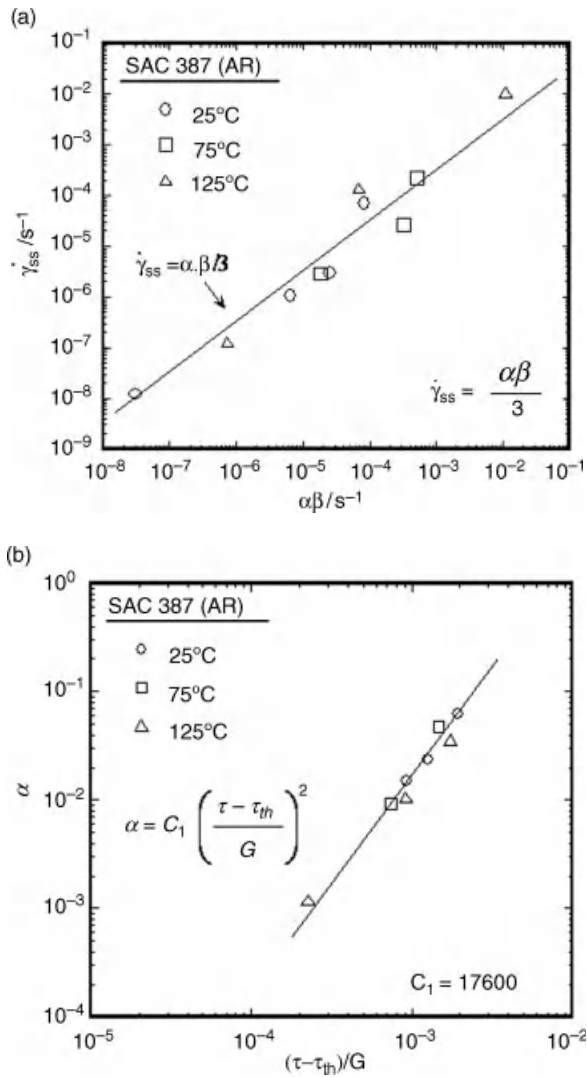 (a)
10⁻¹
SAC 387 (AR)
10⁻²
25°C
10⁻³
75°C
125°C
10⁻⁴
γ̇ss/s⁻¹
10⁻⁵
γ̇ss = α.β/3
10⁻⁶
10⁻⁷
γ̇ss = αβ/3
10⁻⁸
10⁻⁹
10⁻⁸ 10⁻⁷ 10⁻⁶ 10⁻⁵ 10⁻⁴ 10⁻³ 10⁻² 10⁻¹
αβ/s⁻¹
(b)
10⁰
SAC 387 (AR)
25°C
75°C
10⁻¹
125°C
α
10⁻²
α = C₁ ((τ − τth)/G)²
10⁻³
C₁ = 17600
10⁻⁴
10⁻⁵ 10⁻⁴ 10⁻³ 10⁻²
(τ−τth)/G